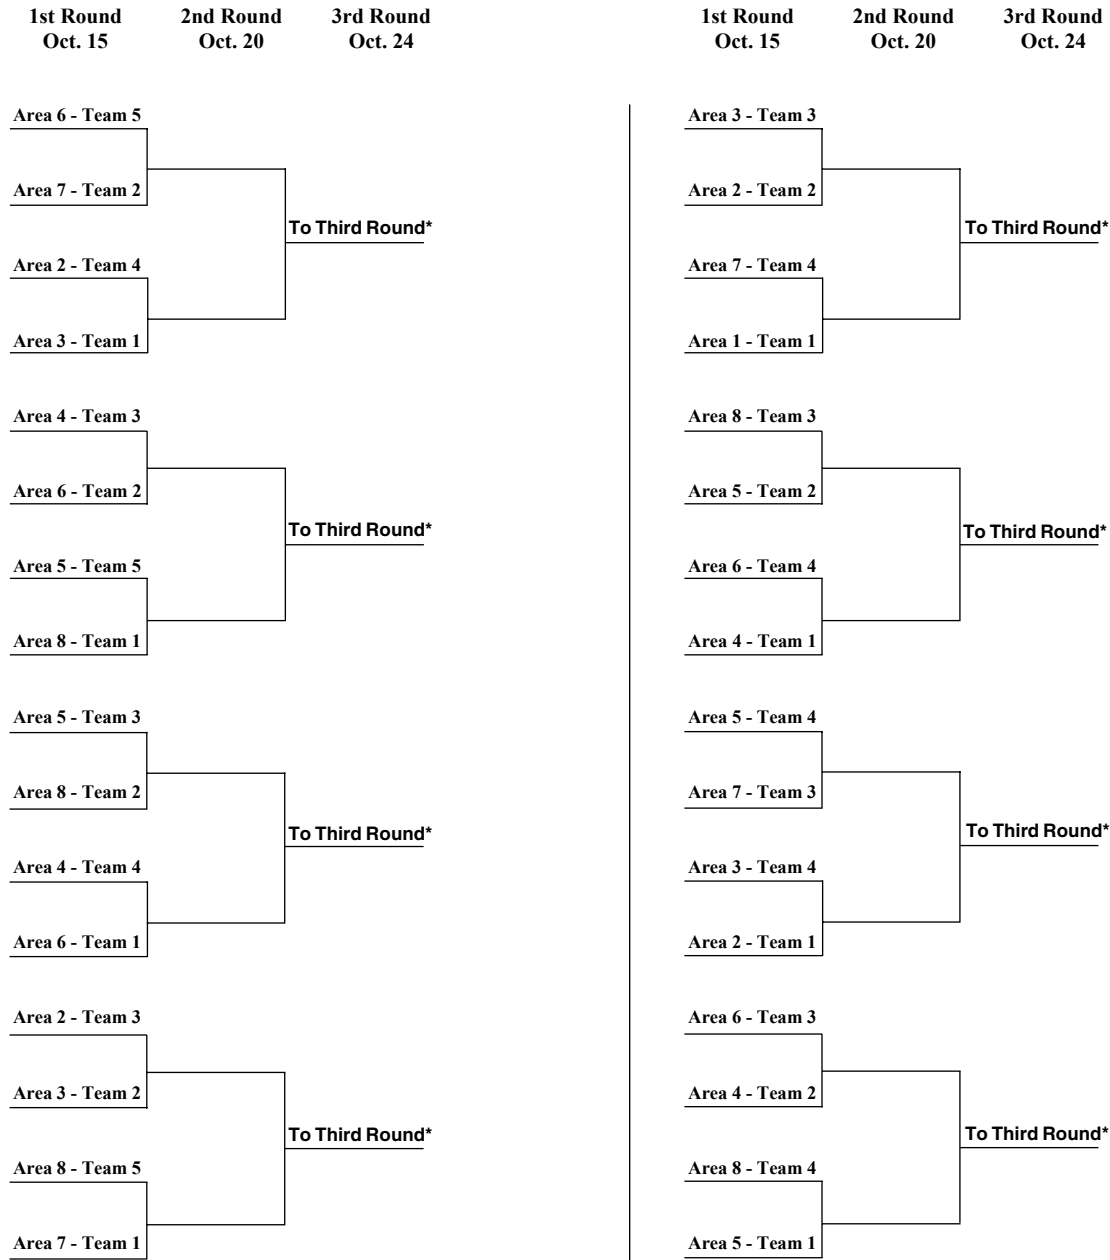 1st Round
Oct. 15
2nd Round
Oct. 20
3rd Round
Oct. 24
Area 6 - Team 5
Area 7 - Team 2
To Third Round*
Area 2 - Team 4
Area 3 - Team 1
Area 4 - Team 3
Area 6 - Team 2
To Third Round*
Area 5 - Team 5
Area 8 - Team 1
Area 5 - Team 3
Area 8 - Team 2
To Third Round*
Area 4 - Team 4
Area 6 - Team 1
Area 2 - Team 3
Area 3 - Team 2
To Third Round*
Area 8 - Team 5
Area 7 - Team 1
1st Round
Oct. 15
2nd Round
Oct. 20
3rd Round
Oct. 24
Area 3 - Team 3
Area 2 - Team 2
To Third Round*
Area 7 - Team 4
Area 1 - Team 1
Area 8 - Team 3
Area 5 - Team 2
To Third Round*
Area 6 - Team 4
Area 4 - Team 1
Area 5 - Team 4
Area 7 - Team 3
To Third Round*
Area 3 - Team 4
Area 2 - Team 1
Area 6 - Team 3
Area 4 - Team 2
To Third Round*
Area 8 - Team 4
Area 5 - Team 1